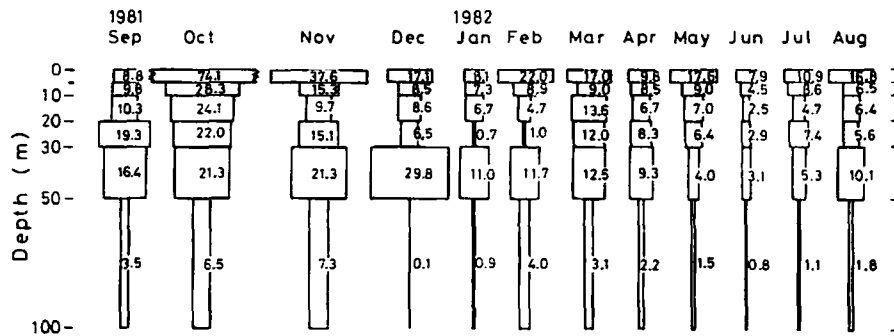 1981 1982
Sep Oct Nov Dec Jan Feb Mar Apr May Jun Jul Aug
0
8.8 74.1 37.6 17.1 8.1 22.0 17.0 9.8 17.6 7.9 10.9 16.8
9.8 28.3 15.3 8.5 7.3 8.9 9.0 8.5 9.0 4.5 8.6 6.5
10
10.3 24.1 9.7 8.6 6.7 4.7 13.6 6.7 7.0 2.5 4.7 6.4
20
19.3 22.0 15.1 6.5 0.7 1.0 12.0 8.3 6.4 2.9 7.4 5.6
30
16.4 21.3 21.3 29.8 11.0 11.7 12.5 9.3 4.0 3.1 5.3 10.1
50
Depth (m)
3.5 6.5 7.3 0.1 0.9 4.0 3.1 2.2 1.5 0.8 1.1 1.8
100